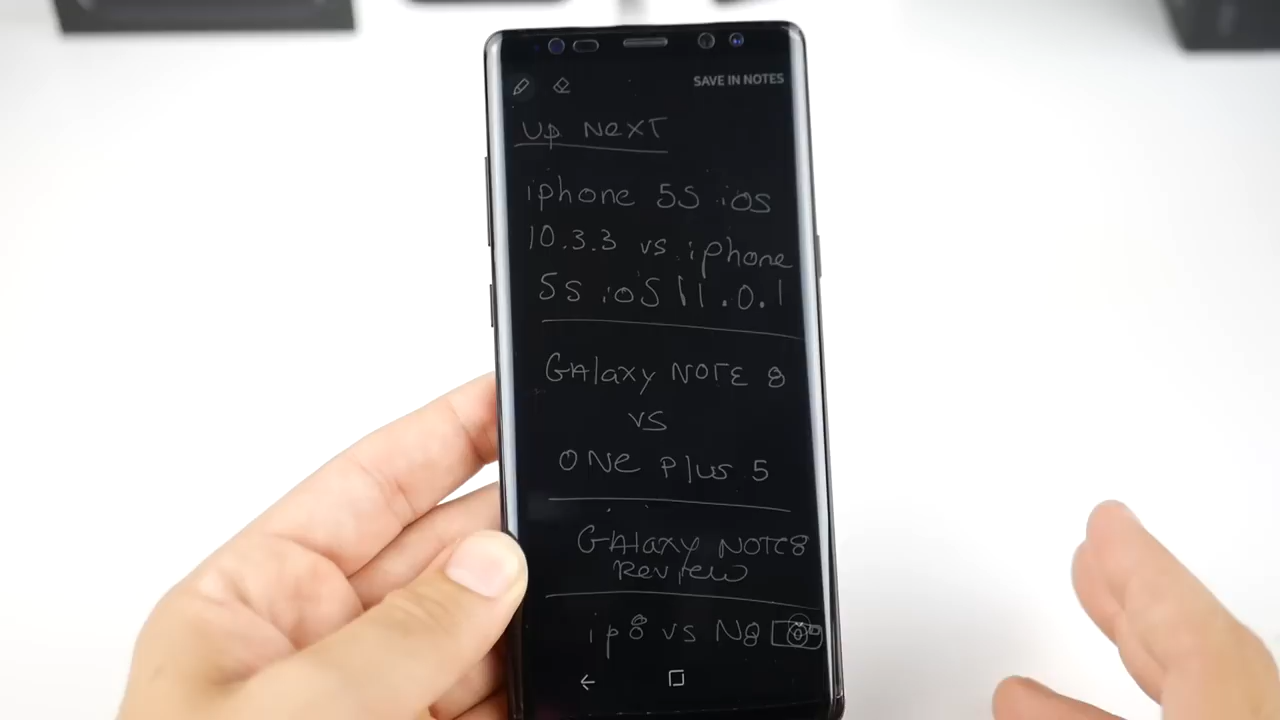 SAVE IN NOTES
Up Next
iphone 5s ios
10.3.3 vs iphone
5s ios 11.0.1
GAlaxy NOTE 8
vs
ONE Plus 5
GAlaxy NOTE8
Review
ip8 vs N8